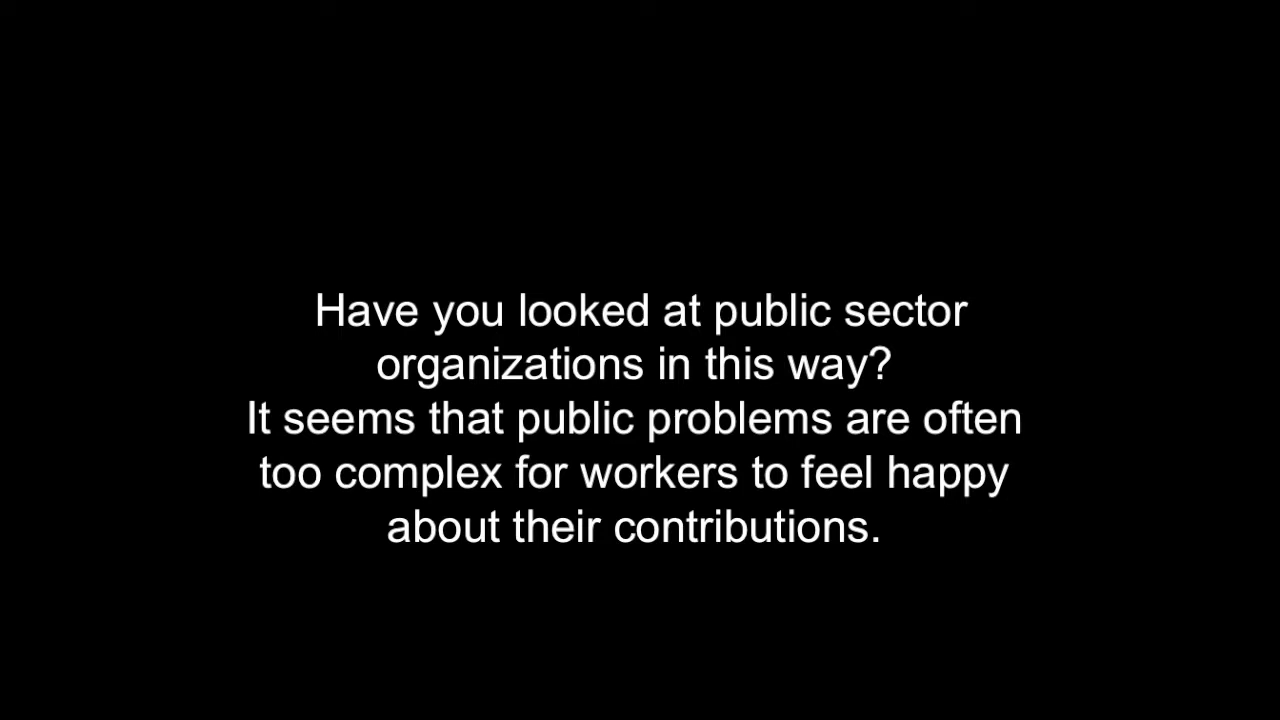 Have you looked at public sector
organizations in this way?
It seems that public problems are often
too complex for workers to feel happy
about their contributions.